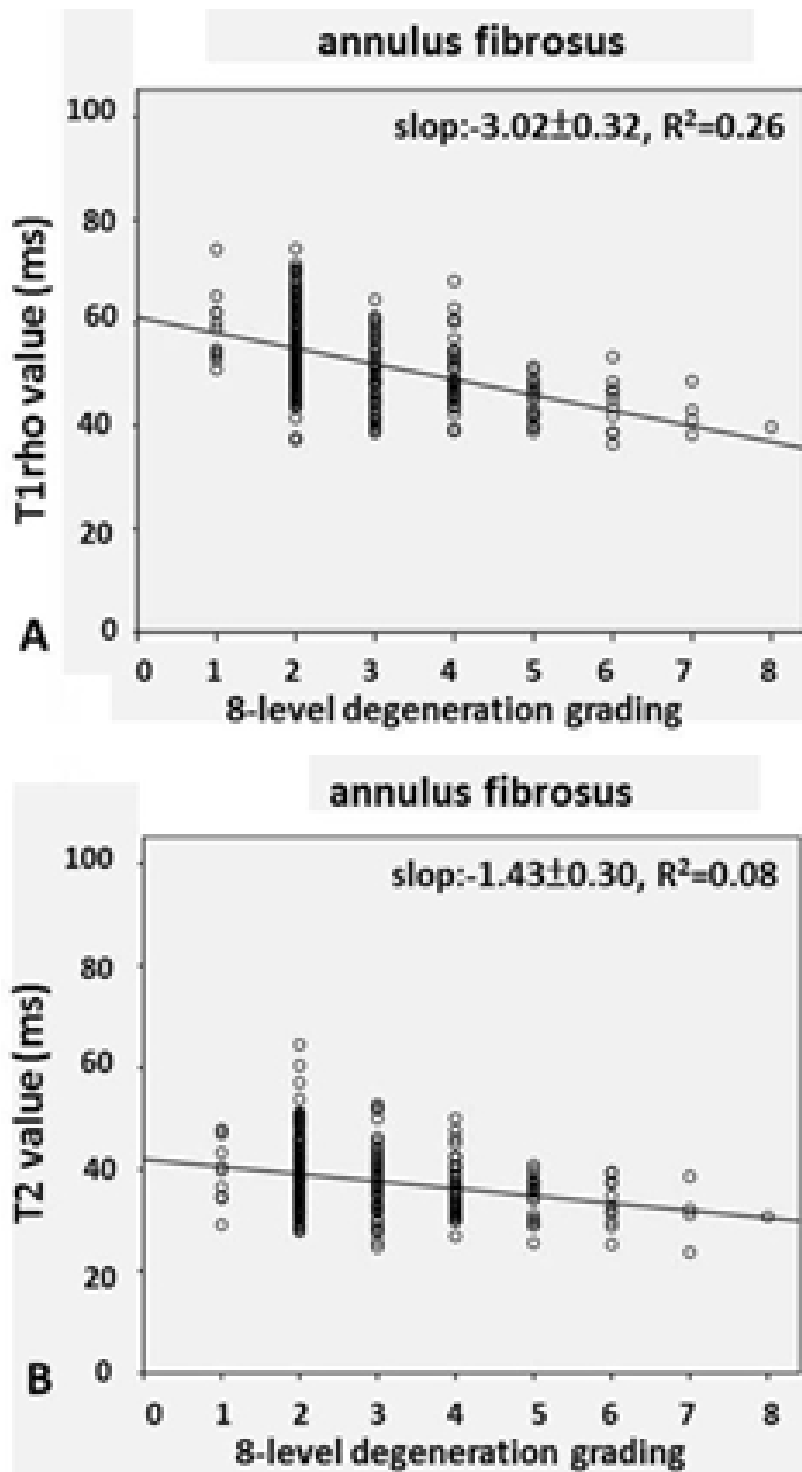 annulus fibrosus
slop:-3.02±0.32, R²=0.26
T1rho value (ms)
100
80
60
40
20
0
A
0 1 2 3 4 5 6 7 8
8-level degeneration grading
annulus fibrosus
slop:-1.43±0.30, R²=0.08
T2 value (ms)
100
80
60
40
20
0
B
0 1 2 3 4 5 6 7 8
8-level degeneration grading